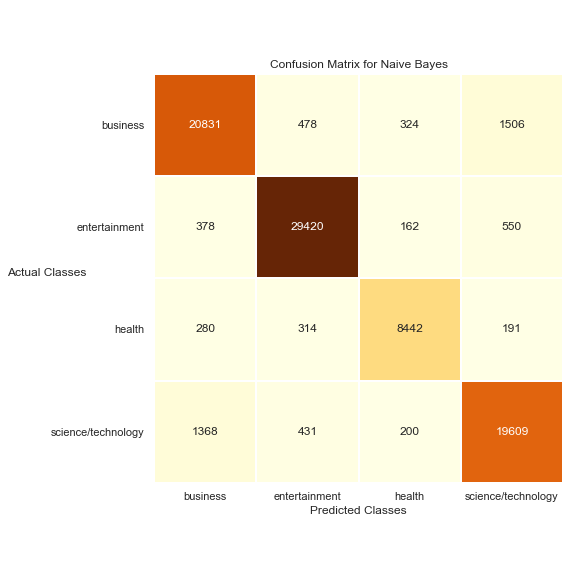 Confusion Matrix for Naive Bayes
business 20831 478 324 1506
entertainment 378 29420 162 550
Actual Classes
health 280 314 8442 191
science/technology 1368 431 200 19609
business entertainment health science/technology
Predicted Classes